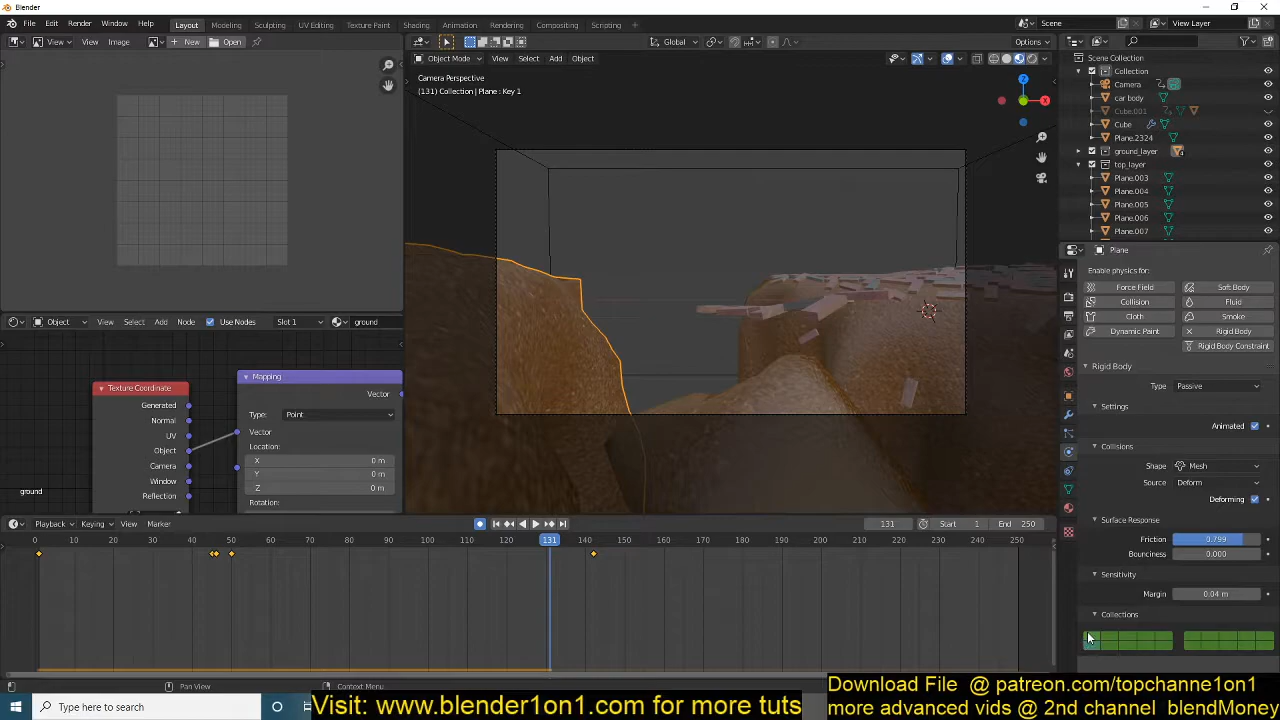 Blender
File Edit Render Window Help Layout Modeling Sculpting UV Editing Texture Paint Shading Animation Rendering Compositing Scripting Scene View Layer
View View Image New Open Global Options
Object Mode View Select Add Object
Camera Perspective
(131) Collection | Plane : Key 1
Scene Collection
Collection
Camera
car body
Cube.001
Cube
Plane.2324
ground_layer
top_layer
Plane.003
Plane.004
Plane.005
Plane.006
Plane.007
Plane
Enable physics for:
Force Field Soft Body
Collision Fluid
Cloth Smoke
Dynamic Paint Rigid Body
Rigid Body Constraint
Rigid Body
Type Passive
Settings
Animated
Collisions
Shape Mesh
Source Deform
Deforming
Surface Response
Friction 0.799
Bounciness 0.000
Sensitivity
Margin 0.04 m
Collections
Object View Select Add Node Use Nodes Slot 1 ground
Texture Coordinate
Generated
Normal
UV
Object
Camera
Window
Reflection
Mapping
Vector
Type: Point
Vector
Location:
X 0 m
Y 0 m
Z 0 m
Rotation:
ground
Playback Keying View Marker 131 Start 1 End 250
0 10 20 30 40 50 60 70 80 90 100 110 120 131 140 150 160 170 180 190 200 210 220 230 240 250
Pan View Context Menu
Type here to search
Visit: www.blender1on1.com for more tuts
Download File @ patreon.com/topchanne1on1
more advanced vids @ 2nd channel blendMoney